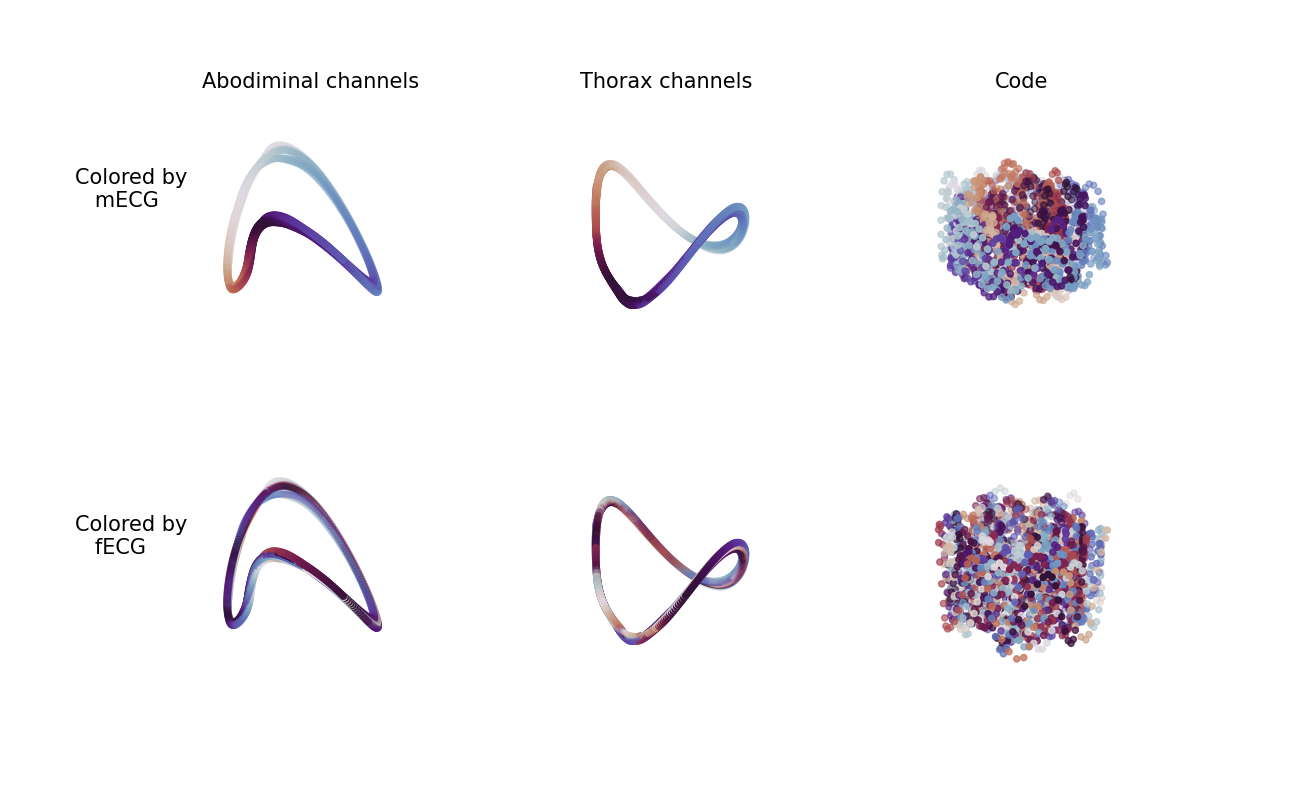 Abodiminal channels
Thorax channels
Code
Colored by
mECG
Colored by
fECG